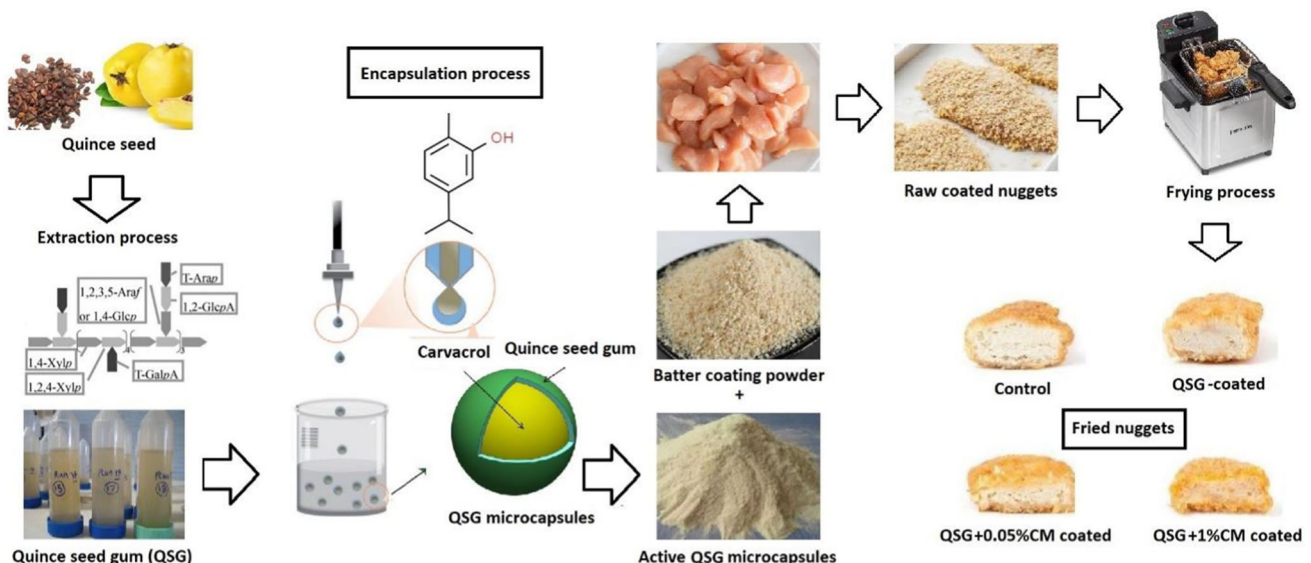 Quince seed
Extraction process
T-Arap
1,2,3,5-Araf
or 1,4-Glcp
1,2-GlcpA
1,4-Xylp
1,2,4-Xylp
T-GalpA
Quince seed gum (QSG)
Encapsulation process
OH
Carvacrol
Quince seed gum
QSG microcapsules
Batter coating powder
+
Active QSG microcapsules
Raw coated nuggets
Frying process
Control
QSG -coated
Fried nuggets
QSG+0.05%CM coated
QSG+1%CM coated